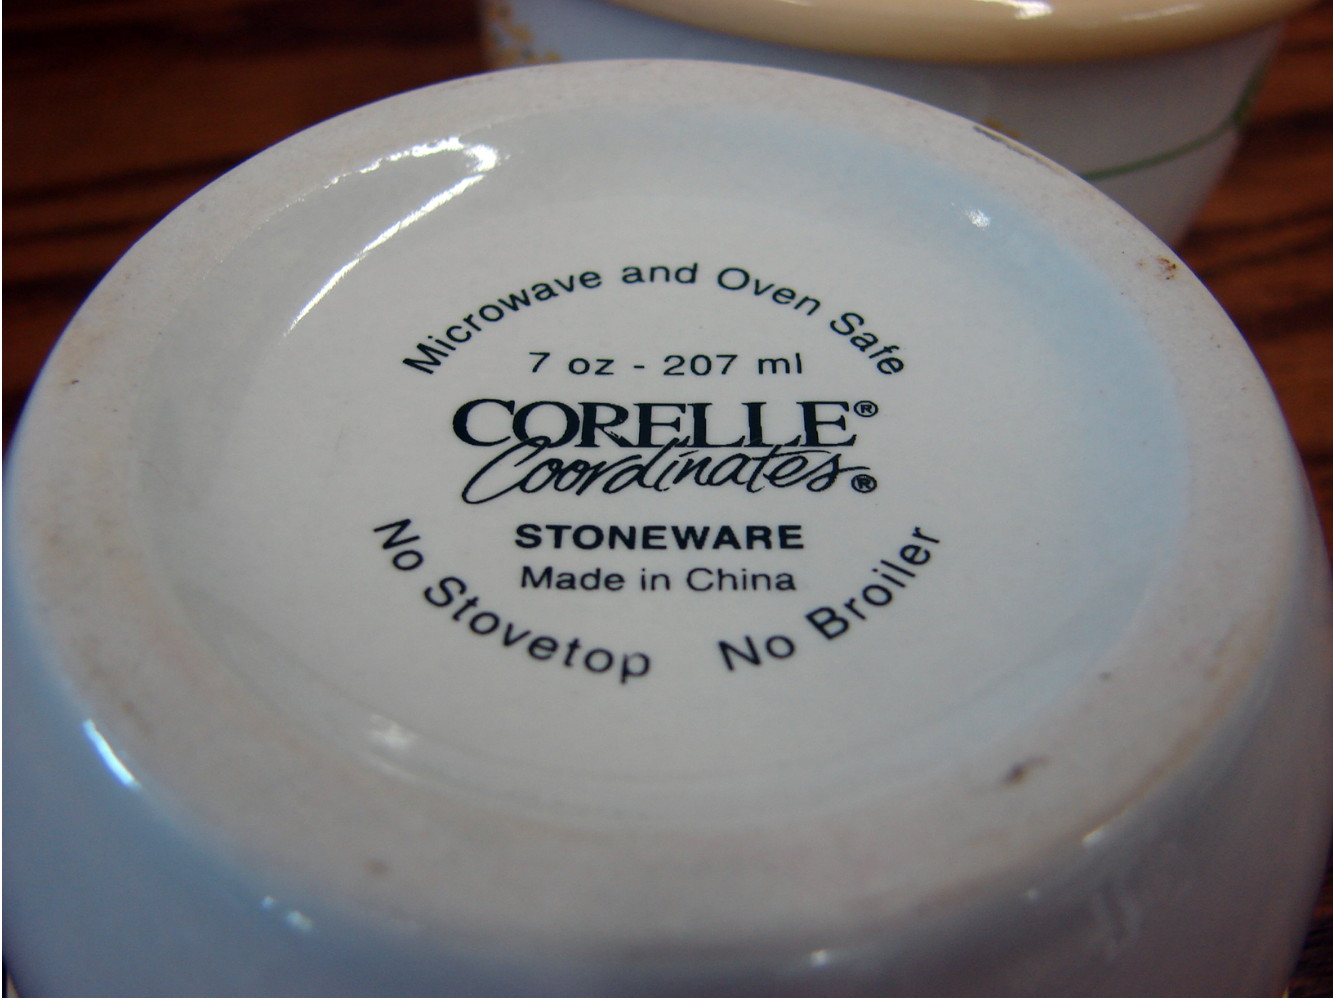 Microwave and Oven Safe
7 oz - 207 ml
CORELLE®
Coordinates®
STONEWARE
Made in China
No Stovetop No Broiler